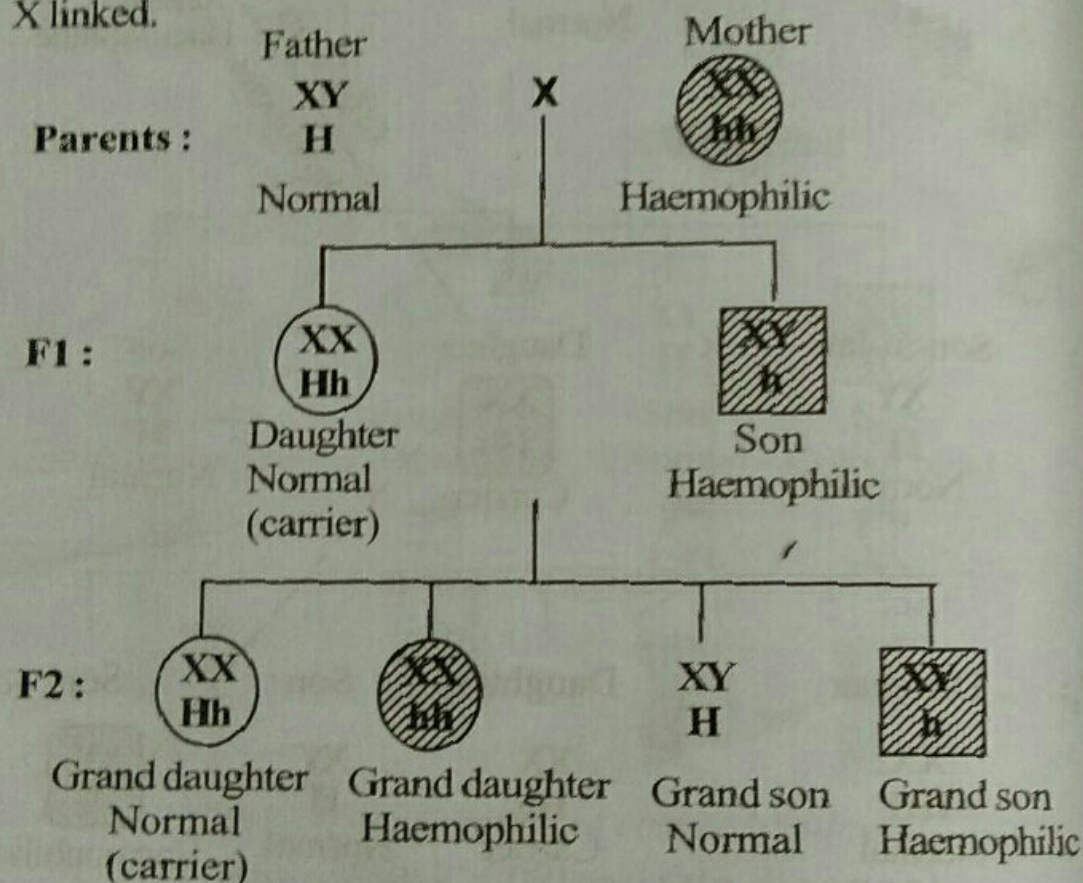 X linked.
Father Mother
XY X XX
Parents : H hh
Normal Haemophilic
F1 : XX XY
Hh h
Daughter Son
Normal Haemophilic
(carrier)
F2 : XX XX XY XY
Hh hh H h
Grand daughter Grand daughter Grand son Grand son
Normal Haemophilic Normal Haemophilic
(carrier)